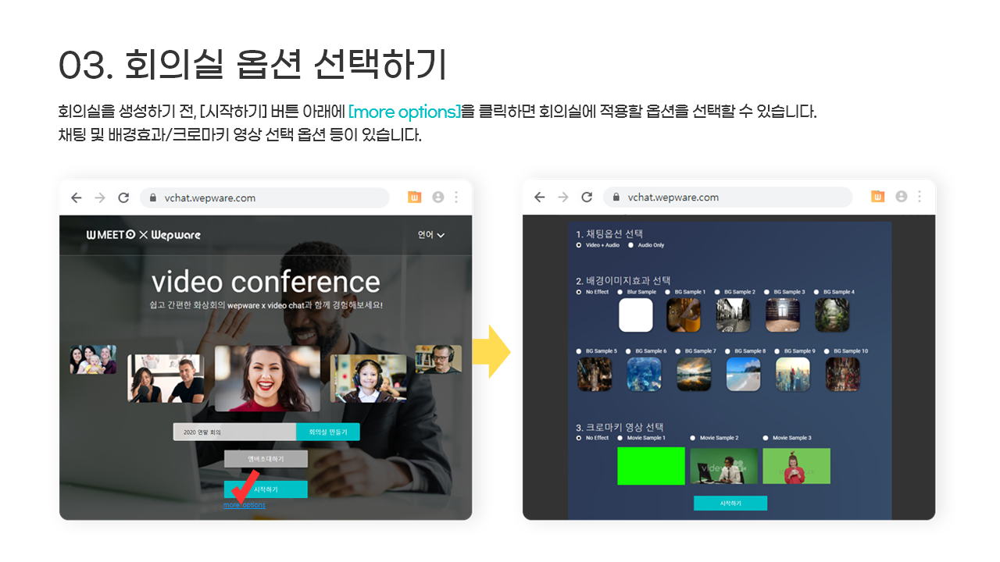 03. 회의실 옵션 선택하기
회의실을 생성하기 전, [시작하기] 버튼 아래에 [more options]을 클릭하면 회의실에 적용할 옵션을 선택할 수 있습니다.
채팅 및 배경효과/크로마키 영상 선택 옵션 등이 있습니다.
vchat.wepware.com
W MEETO X Wepware
언어
video conference
쉽고 간편한 화상회의 wepware x video chat과 함께 경험해보세요!
2020 연말 회의
회의실 만들기
멤버초대하기
시작하기
more options
vchat.wepware.com
1. 채팅옵션 선택
Video + Audio Audio Only
2. 배경이미지효과 선택
No Effect Blur Sample BG Sample 1 BG Sample 2 BG Sample 3 BG Sample 4
BG Sample 5 BG Sample 6 BG Sample 7 BG Sample 8 BG Sample 9 BG Sample 10
3. 크로마키 영상 선택
No Effect Movie Sample 1 Movie Sample 2 Movie Sample 3
시작하기